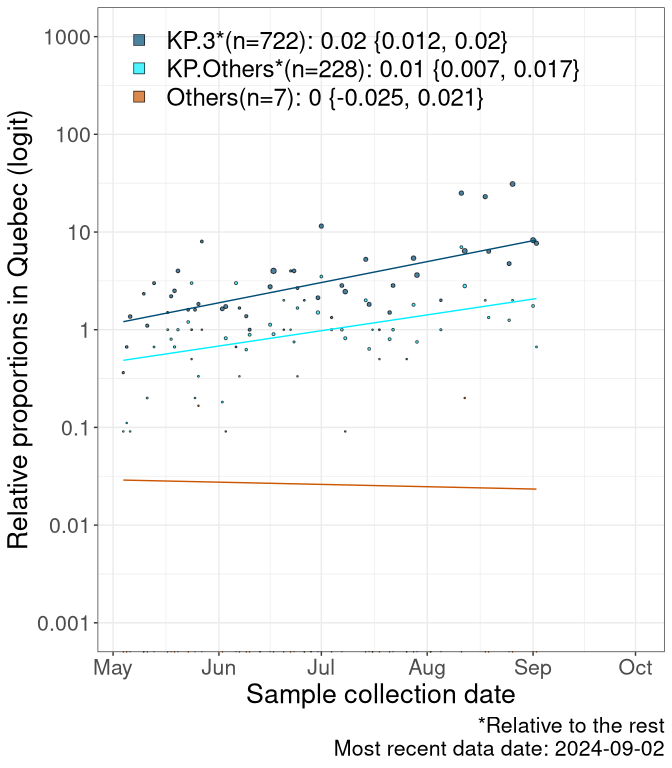 KP.3*(n=722): 0.02 {0.012, 0.02}
KP.Others*(n=228): 0.01 {0.007, 0.017}
Others(n=7): 0 {-0.025, 0.021}
Relative proportions in Quebec (logit)
1000
100
10
1
0.1
0.01
0.001
May Jun Jul Aug Sep Oct
Sample collection date
*Relative to the rest
Most recent data date: 2024-09-02